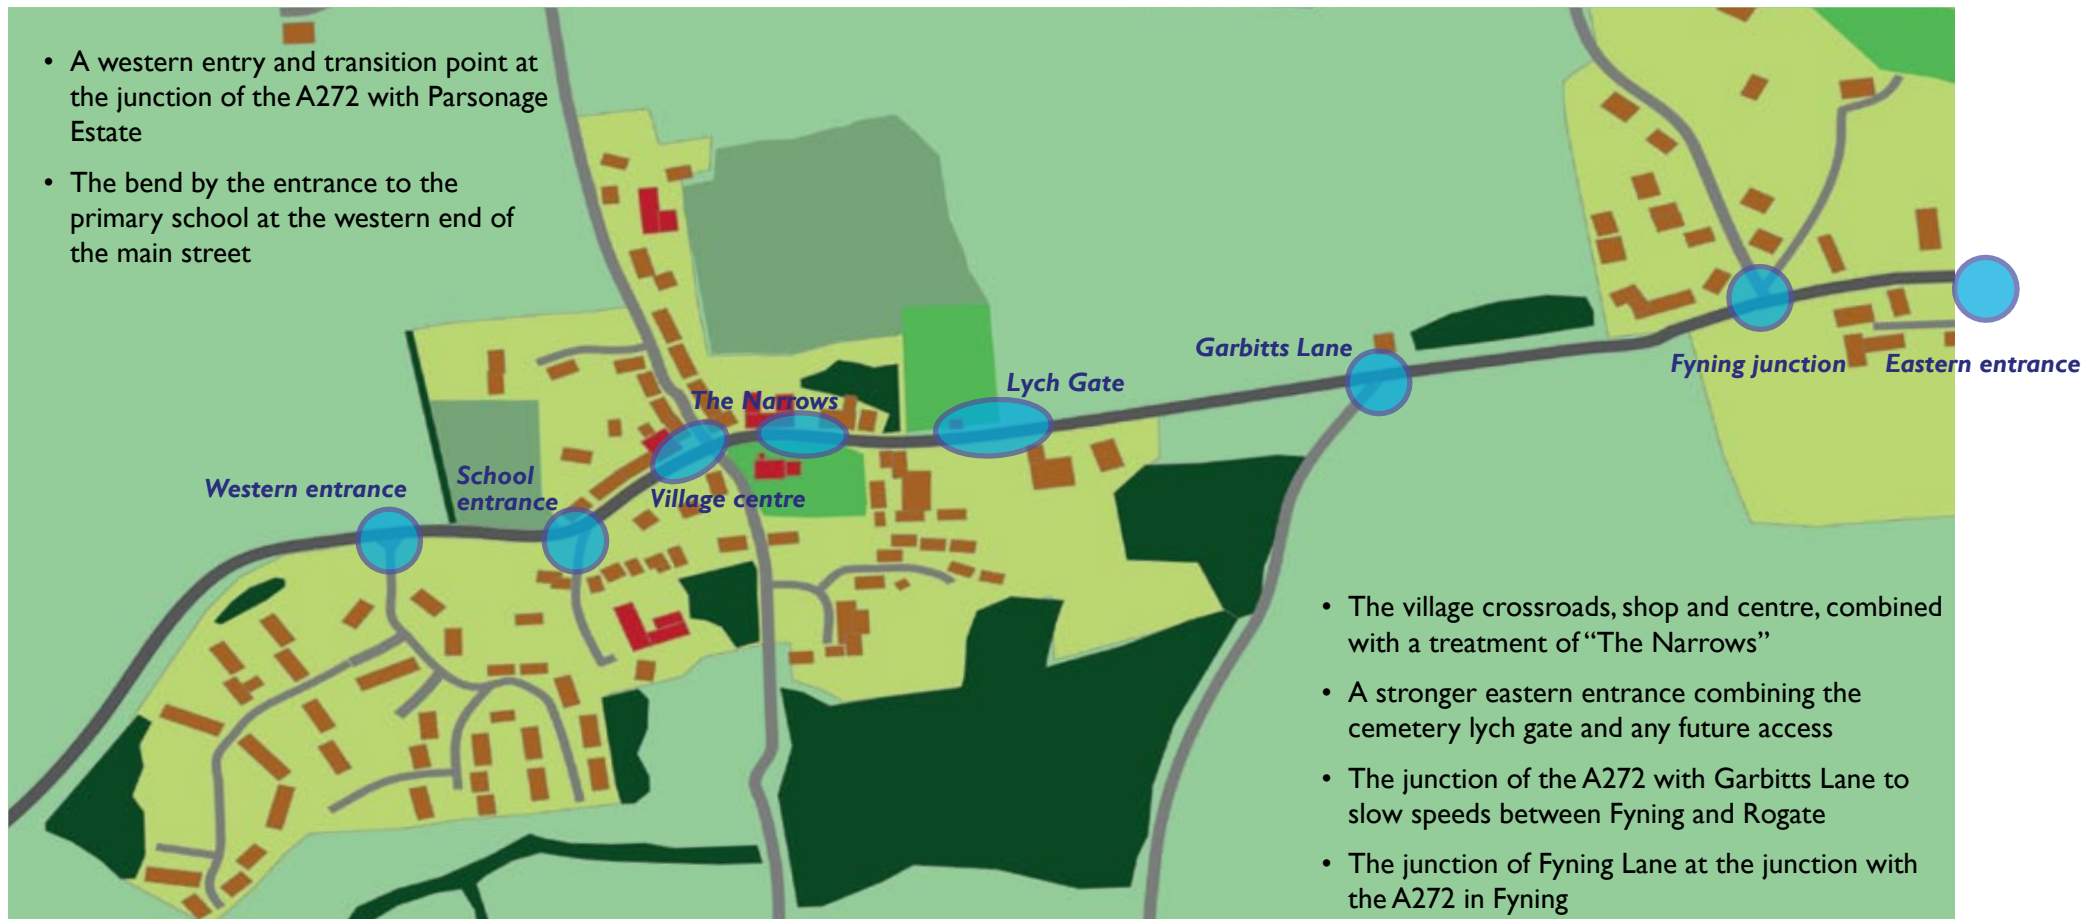 • A western entry and transition point at
the junction of the A272 with Parsonage
Estate
• The bend by the entrance to the
primary school at the western end of
the main street
Garbitts Lane
Fyning junction
Eastern entrance
Lych Gate
The Narrows
School
entrance
Village centre
Western entrance
• The village crossroads, shop and centre, combined
with a treatment of “The Narrows”
• A stronger eastern entrance combining the
cemetery lych gate and any future access
• The junction of the A272 with Garbitts Lane to
slow speeds between Fyning and Rogate
• The junction of Fyning Lane at the junction with
the A272 in Fyning